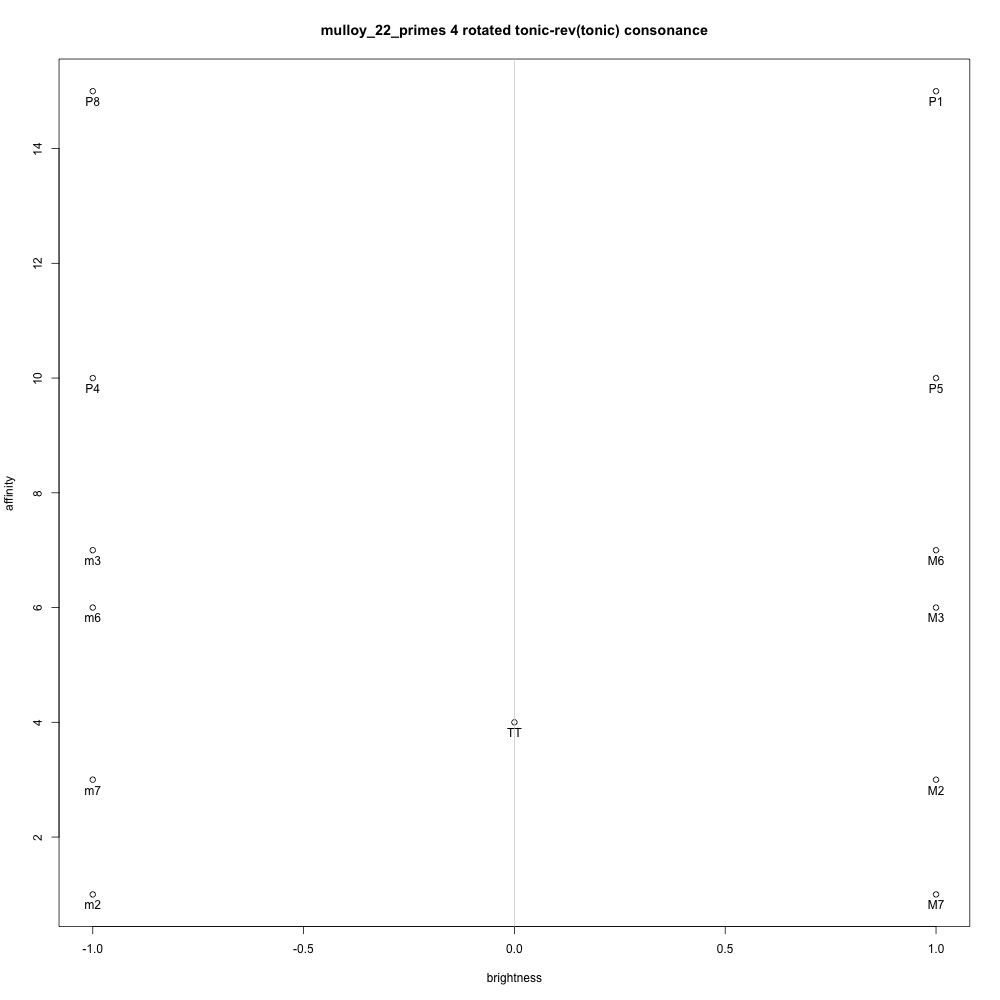 mulloy_22_primes 4 rotated tonic-rev(tonic) consonance
P8 P1
14
12
10
P4 P5
affinity
8
m3 M6
6
m6 M3
4
TT
m7 M2
2
m2 M7
-1.0 -0.5 0.0 0.5 1.0
brightness